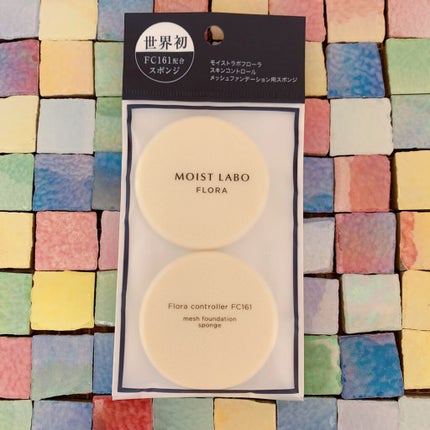 世界初
FC161配合
スポンジ
モイストラボフローラ
スキンコントロール
メッシュファンデーション用スポンジ
MOIST LABO
FLORA
Flora controller FC161
mesh foundation
sponge